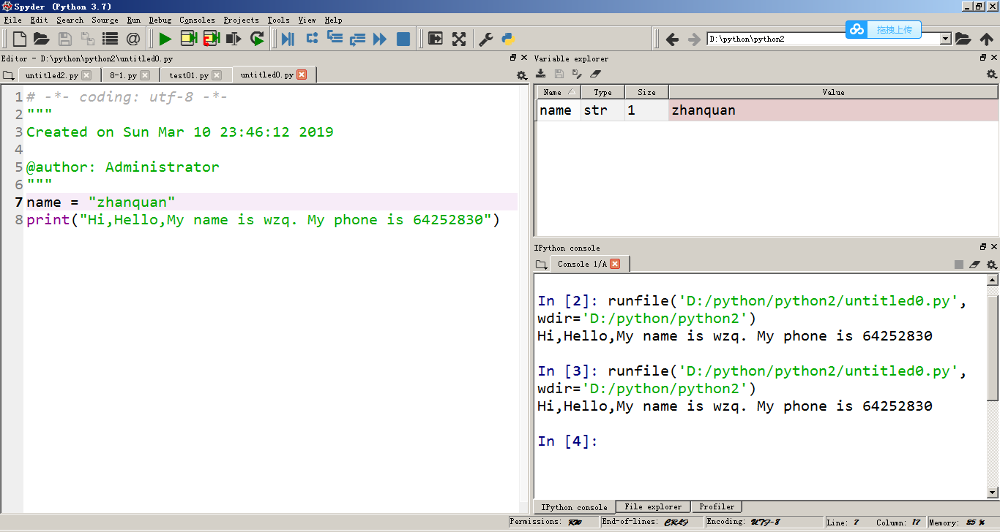 Spyder (Python 3.7)
File Edit Search Source Run Debug Consoles Projects Tools View Help
D:\python\python2
拖拽上传
Editor - D:\python\python2\untitled0.py
untitled2.py 8-1.py test01.py untitled0.py
1 # -*- coding: utf-8 -*-
2 """
3 Created on Sun Mar 10 23:46:12 2019
4
5 @author: Administrator
6 """
7 name = "zhanquan"
8 print("Hi,Hello,My name is wzq. My phone is 64252830")
Variable explorer
Name Type Size Value
name str 1 zhanquan
IPython console
Console 1/A
In [2]: runfile('D:/python/python2/untitled0.py',
wdir='D:/python/python2')
Hi,Hello,My name is wzq. My phone is 64252830
In [3]: runfile('D:/python/python2/untitled0.py',
wdir='D:/python/python2')
Hi,Hello,My name is wzq. My phone is 64252830
In [4]:
IPython console File explorer Profiler
Permissions: RW End-of-lines: CRLF Encoding: UTF-8 Line: 7 Column: 17 Memory: 25 %